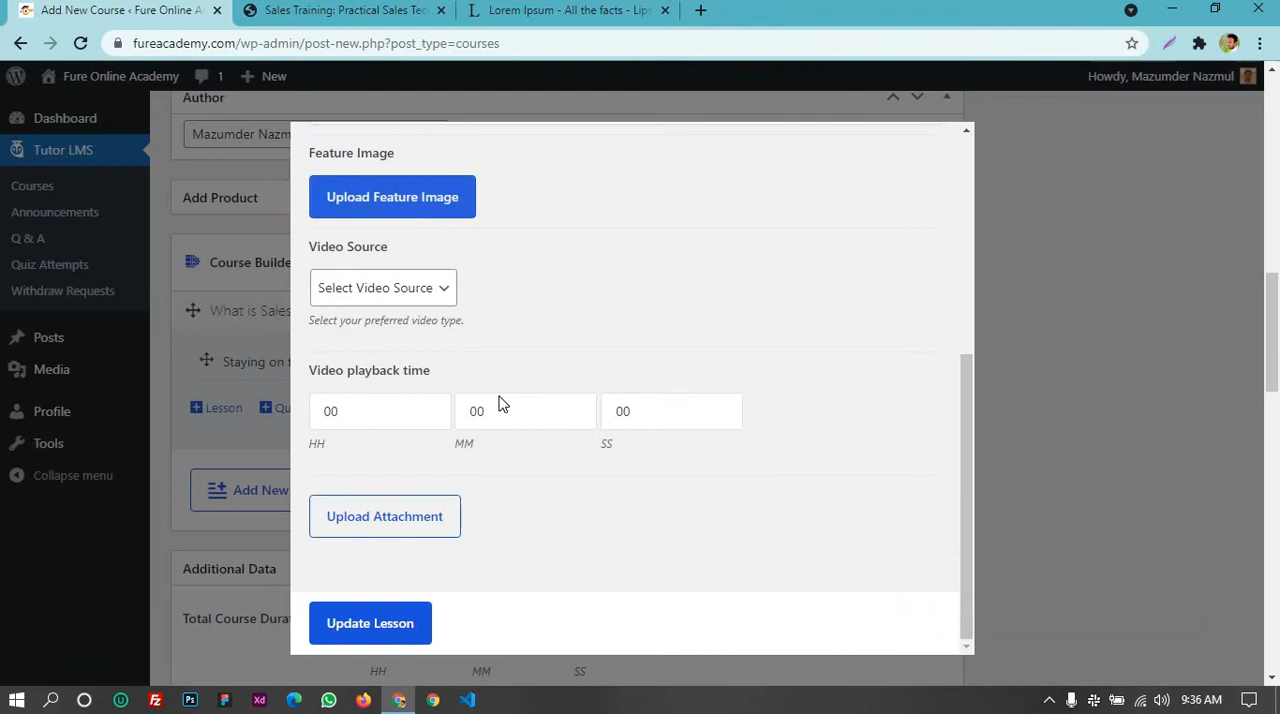 Add New Course ‹ Fure Online A
Sales Training: Practical Sales Tec
Lorem Ipsum - All the facts - Lips
fureacademy.com/wp-admin/post-new.php?post_type=courses
Fure Online Academy
1
New
Howdy, Mazumder Nazmul
Dashboard
Tutor LMS
Courses
Announcements
Q & A
Quiz Attempts
Withdraw Requests
Posts
Media
Profile
Tools
Collapse menu
Author
Mazumder Nazm
Add Product
Course Builde
What is Sales
Staying on t
Lesson
Qu
Add New
Additional Data
Total Course Dura
HH
MM
SS
Feature Image
Upload Feature Image
Video Source
Select Video Source
Select your preferred video type.
Video playback time
00
00
00
HH
MM
SS
Upload Attachment
Update Lesson
9:36 AM